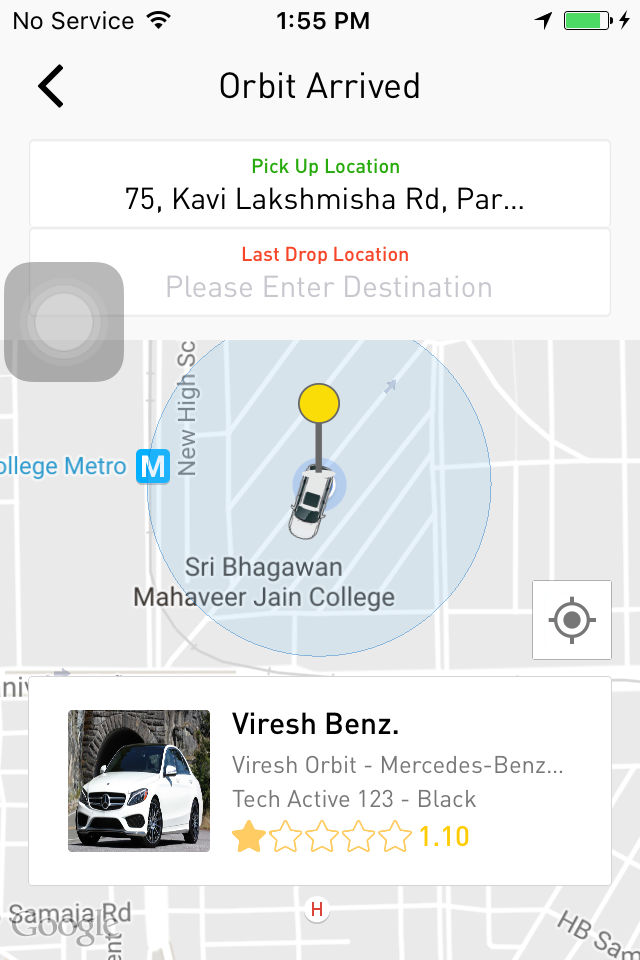 No Service 1:55 PM
Orbit Arrived
Pick Up Location
75, Kavi Lakshmisha Rd, Par...
Last Drop Location
Please Enter Destination
New High Sc
ollege Metro M
Sri Bhagawan
Mahaveer Jain College
Viresh Benz.
Viresh Orbit - Mercedes-Benz...
Tech Active 123 - Black
1.10
H
Samaja Rd
Google
HB Sam